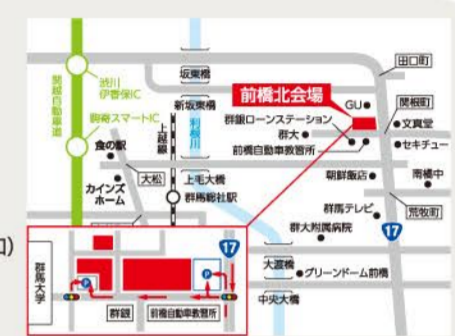 田口町
坂東橋
渋川
伊香保IC
関越自動車道
新坂東橋
前橋北会場
GU
関根町
駒寄スマートIC
群銀ローンステーション
文真堂
上越線
利根川
群大
食の駅
前橋自動車教習所
セキチュー
大松
上毛大橋
朝鮮飯店
南橘中
カインズ
ホーム
群馬総社駅
群馬テレビ
荒牧町
群大附属病院
17
17
大渡橋
グリーンドーム前橋
中央大橋
口)
群馬大学
P
P
群銀
前橋自動車教習所